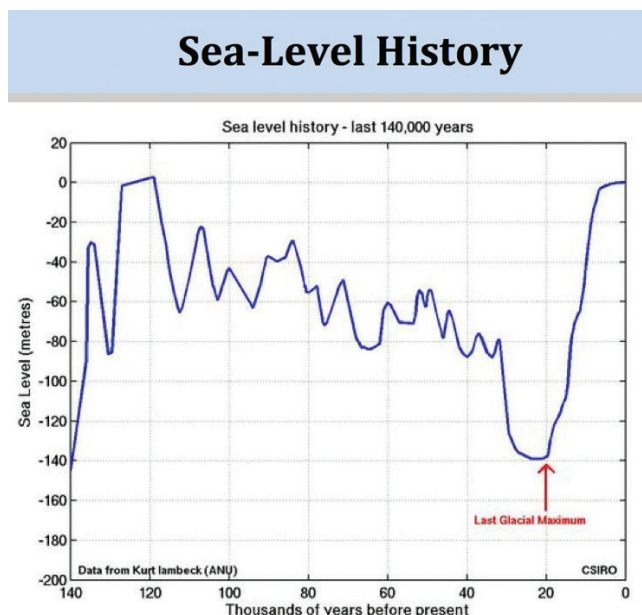 Sea-Level History
Sea level history - last 140,000 years
Sea Level (metres)
20
0
-20
-40
-60
-80
-100
-120
-140
-160
-180
-200
Last Glacial Maximum
Data from Kurt lambeck (ANU)
CSIRO
140 120 100 80 60 40 20 0
Thousands of years before present